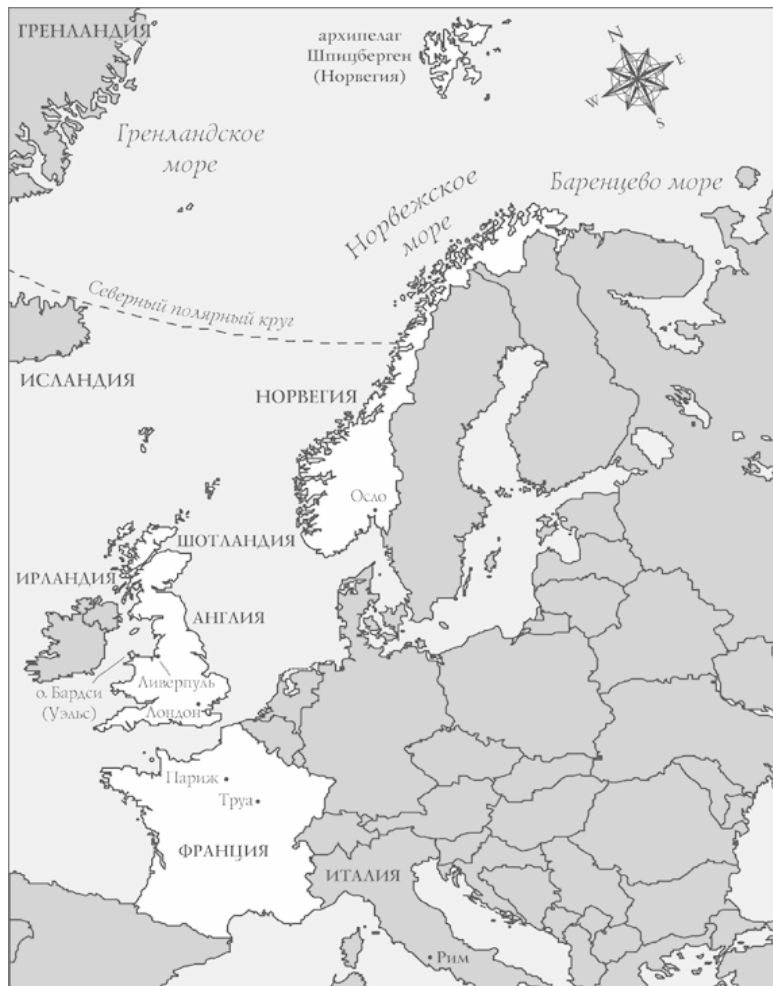 ГРЕНЛАНДИЯ
архипелаг
Шпицберген
(Норвегия)
N
E
W
S
Гренландское
море
Баренцево море
Норвежское
море
Северный полярный круг
ИСЛАНДИЯ
НОРВЕГИЯ
Осло
ШОТЛАНДИЯ
ИРЛАНДИЯ
АНГЛИЯ
Ливерпуль
о. Бардси
(Уэльс)
Лондон
Париж
Труа
ФРАНЦИЯ
ИТАЛИЯ
Рим